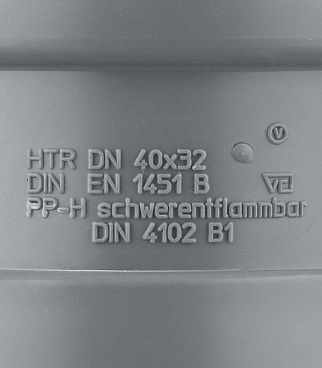 V
HTR DN 40x32
DIN EN 1451 B
PP-H schwerentflammbar
DIN 4102 B1